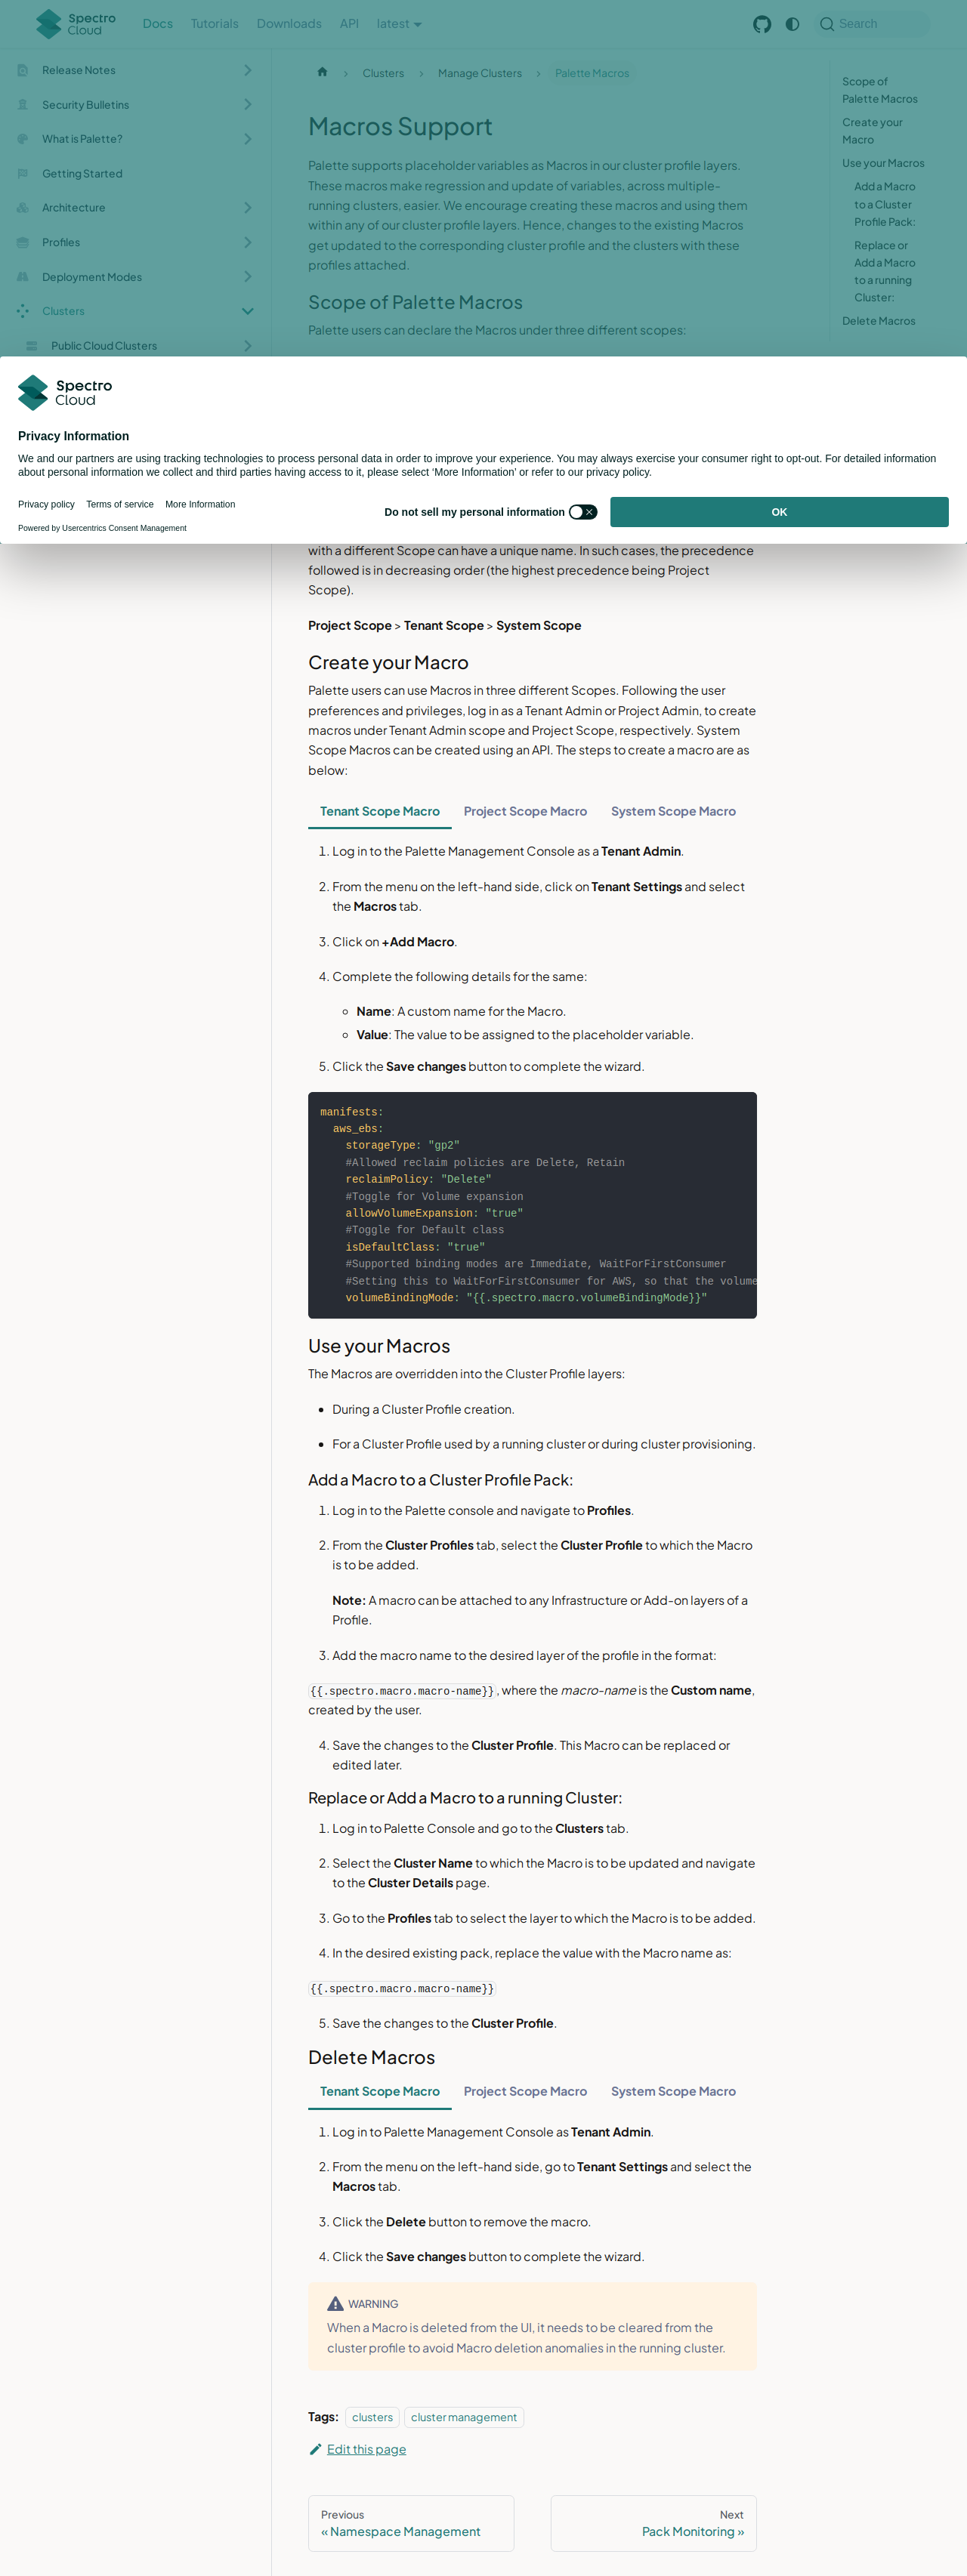 Spectro Cloud
Docs
Tutorials
Downloads
API
latest
Search
Release Notes
Security Bulletins
What is Palette?
Getting Started
Architecture
Profiles
Deployment Modes
Clusters
Public Cloud Clusters
Clusters
Manage Clusters
Palette Macros
Macros Support
Palette supports placeholder variables as Macros in our cluster profile layers.
These macros make regression and update of variables, across multiple-
running clusters, easier. We encourage creating these macros and using them
within any of our cluster profile layers. Hence, changes to the existing Macros
get updated to the corresponding cluster profile and the clusters with these
profiles attached.
Scope of Palette Macros
Palette users can declare the Macros under three different scopes:
Scope of
Palette Macros
Create your
Macro
Use your Macros
Add a Macro
to a Cluster
Profile Pack:
Replace or
Add a Macro
to a running
Cluster:
Delete Macros
Spectro
Cloud
Privacy Information
We and our partners are using tracking technologies to process personal data in order to improve your experience. You may always exercise your consumer right to opt-out. For detailed information
about personal information we collect and third parties having access to it, please select ‘More Information’ or refer to our privacy policy.
Privacy policy
Terms of service
More Information
Powered by Usercentrics Consent Management
Do not sell my personal information
OK
with a different Scope can have a unique name. In such cases, the precedence
followed is in decreasing order (the highest precedence being Project
Scope).
Project Scope > Tenant Scope > System Scope
Create your Macro
Palette users can use Macros in three different Scopes. Following the user
preferences and privileges, log in as a Tenant Admin or Project Admin, to create
macros under Tenant Admin scope and Project Scope, respectively. System
Scope Macros can be created using an API. The steps to create a macro are as
below:
Tenant Scope Macro
Project Scope Macro
System Scope Macro
1. Log in to the Palette Management Console as a Tenant Admin.
2. From the menu on the left-hand side, click on Tenant Settings and select
the Macros tab.
3. Click on +Add Macro.
4. Complete the following details for the same:
Name: A custom name for the Macro.
Value: The value to be assigned to the placeholder variable.
5. Click the Save changes button to complete the wizard.
manifests:
aws_ebs:
storageType: "gp2"
#Allowed reclaim policies are Delete, Retain
reclaimPolicy: "Delete"
#Toggle for Volume expansion
allowVolumeExpansion: "true"
#Toggle for Default class
isDefaultClass: "true"
#Supported binding modes are Immediate, WaitForFirstConsumer
#Setting this to WaitForFirstConsumer for AWS, so that the volume
volumeBindingMode: "{{.spectro.macro.volumeBindingMode}}"
Use your Macros
The Macros are overridden into the Cluster Profile layers:
During a Cluster Profile creation.
For a Cluster Profile used by a running cluster or during cluster provisioning.
Add a Macro to a Cluster Profile Pack:
1. Log in to the Palette console and navigate to Profiles.
2. From the Cluster Profiles tab, select the Cluster Profile to which the Macro
is to be added.
Note: A macro can be attached to any Infrastructure or Add-on layers of a
Profile.
3. Add the macro name to the desired layer of the profile in the format:
{{.spectro.macro.macro-name}}, where the macro-name is the Custom name,
created by the user.
4. Save the changes to the Cluster Profile. This Macro can be replaced or
edited later.
Replace or Add a Macro to a running Cluster:
1. Log in to Palette Console and go to the Clusters tab.
2. Select the Cluster Name to which the Macro is to be updated and navigate
to the Cluster Details page.
3. Go to the Profiles tab to select the layer to which the Macro is to be added.
4. In the desired existing pack, replace the value with the Macro name as:
{{.spectro.macro.macro-name}}
5. Save the changes to the Cluster Profile.
Delete Macros
Tenant Scope Macro
Project Scope Macro
System Scope Macro
1. Log in to Palette Management Console as Tenant Admin.
2. From the menu on the left-hand side, go to Tenant Settings and select the
Macros tab.
3. Click the Delete button to remove the macro.
4. Click the Save changes button to complete the wizard.
WARNING
When a Macro is deleted from the UI, it needs to be cleared from the
cluster profile to avoid Macro deletion anomalies in the running cluster.
Tags: clusters cluster management
Edit this page
Previous
« Namespace Management
Next
Pack Monitoring »